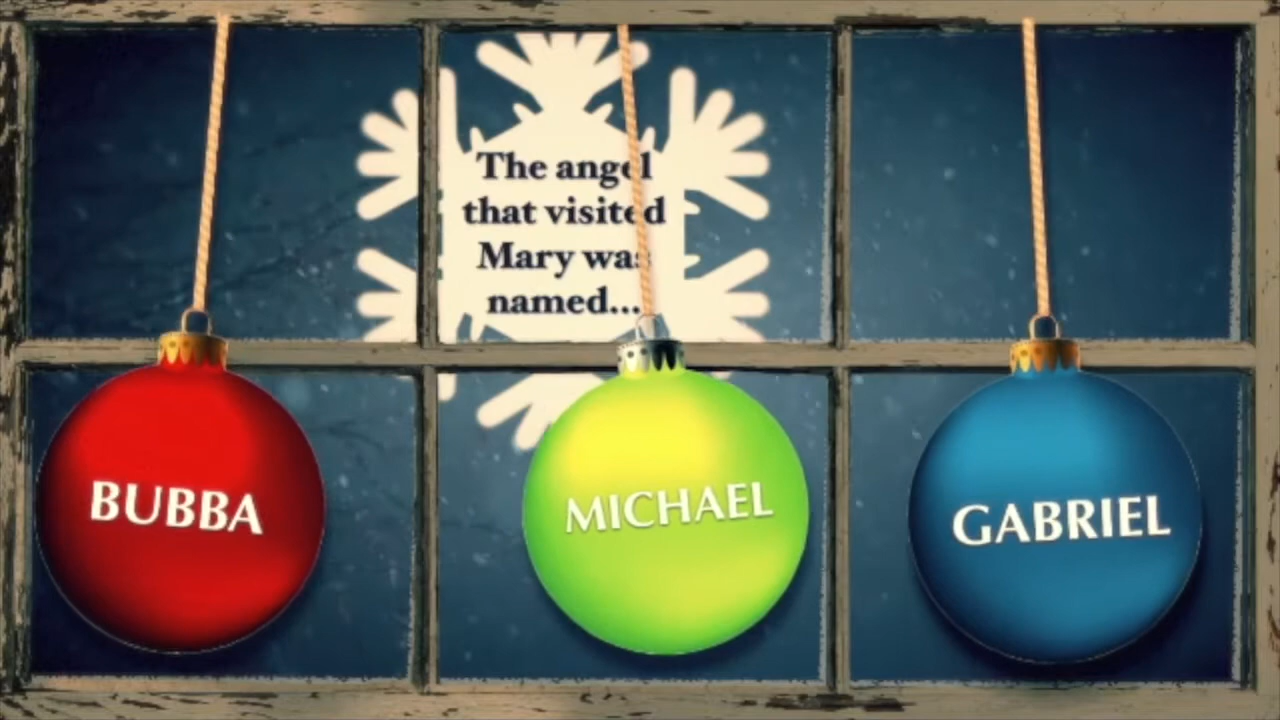 The angel
that visited
Mary was
named...
BUBBA
MICHAEL
GABRIEL